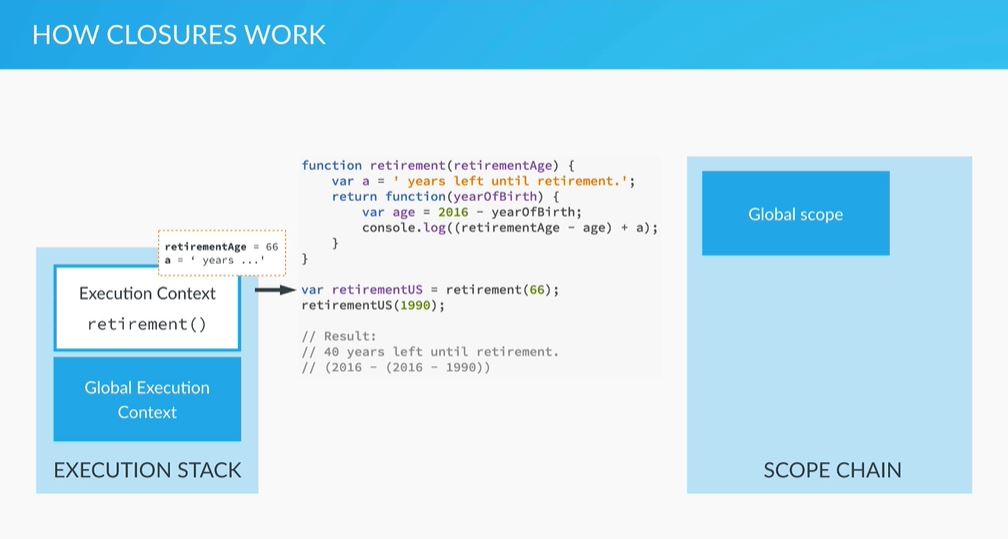 HOW CLOSURES WORK
function retirement(retirementAge) {
    var a = ' years left until retirement.';
    return function(yearOfBirth) {
        var age = 2016 - yearOfBirth;
        console.log((retirementAge - age) + a);
    }
}
var retirementUS = retirement(66);
retirementUS(1990);
// Result:
// 40 years left until retirement.
// (2016 - (2016 - 1990))
retirementAge = 66
a = ‘ years ...'
Execution Context
retirement()
Global Execution
Context
EXECUTION STACK
Global scope
SCOPE CHAIN